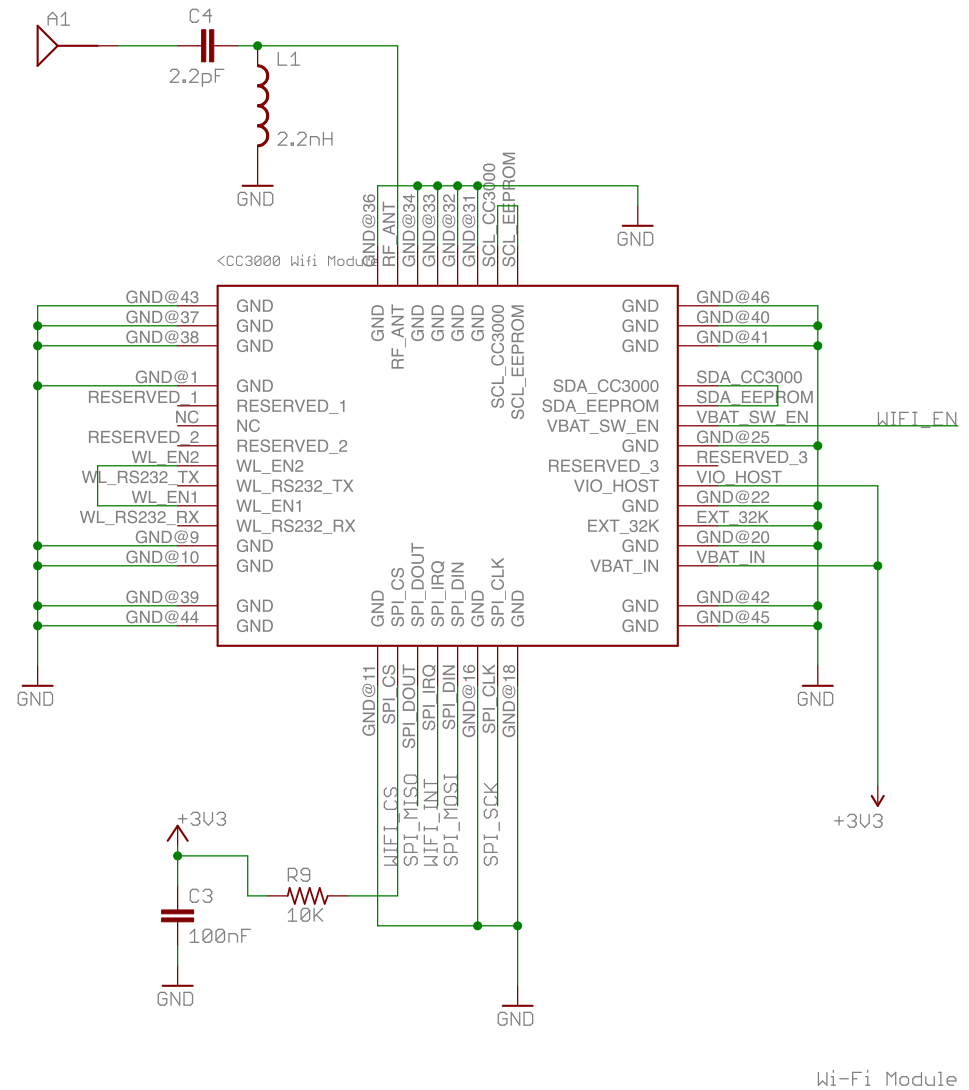 A1
C4
2.2pF
L1
2.2nH
GND
GND@36
RF_ANT
GND@34
GND@33
GND@32
GND@31
SCL_CC3000
SCL_EEPROM
GND
<CC3000 Wifi Module
GND
RF_ANT
GND
GND
GND
GND
SCL_CC3000
SCL_EEPROM
GND@43 GND GND GND@46
GND@37 GND GND GND@40
GND@38 GND GND GND@41
GND@1 GND SDA_CC3000 SDA_CC3000
RESERVED_1 RESERVED_1 SDA_EEPROM SDA_EEPROM
NC NC VBAT_SW_EN VBAT_SW_EN WIFI_EN
RESERVED_2 RESERVED_2 GND GND@25
WL_EN2 WL_EN2 RESERVED_3 RESERVED_3
WL_RS232_TX WL_RS232_TX VIO_HOST VIO_HOST
WL_EN1 WL_EN1 GND GND@22
WL_RS232_RX WL_RS232_RX EXT_32K EXT_32K
GND@9 GND GND GND@20
GND@10 GND VBAT_IN VBAT_IN
GND@39 GND GND GND@42
GND@44 GND GND GND@45
GND
SPI_CS
SPI_DOUT
SPI_IRQ
SPI_DIN
GND
SPI_CLK
GND
GND
GND
GND@11
SPI_CS
SPI_DOUT
SPI_IRQ
SPI_DIN
GND@16
SPI_CLK
GND@18
WIFI_CS
SPI_MISO
WIFI_INT
SPI_MOSI
SPI_SCK
+3V3
+3V3
R9
10K
C3
100nF
GND
GND
Wi-Fi Module